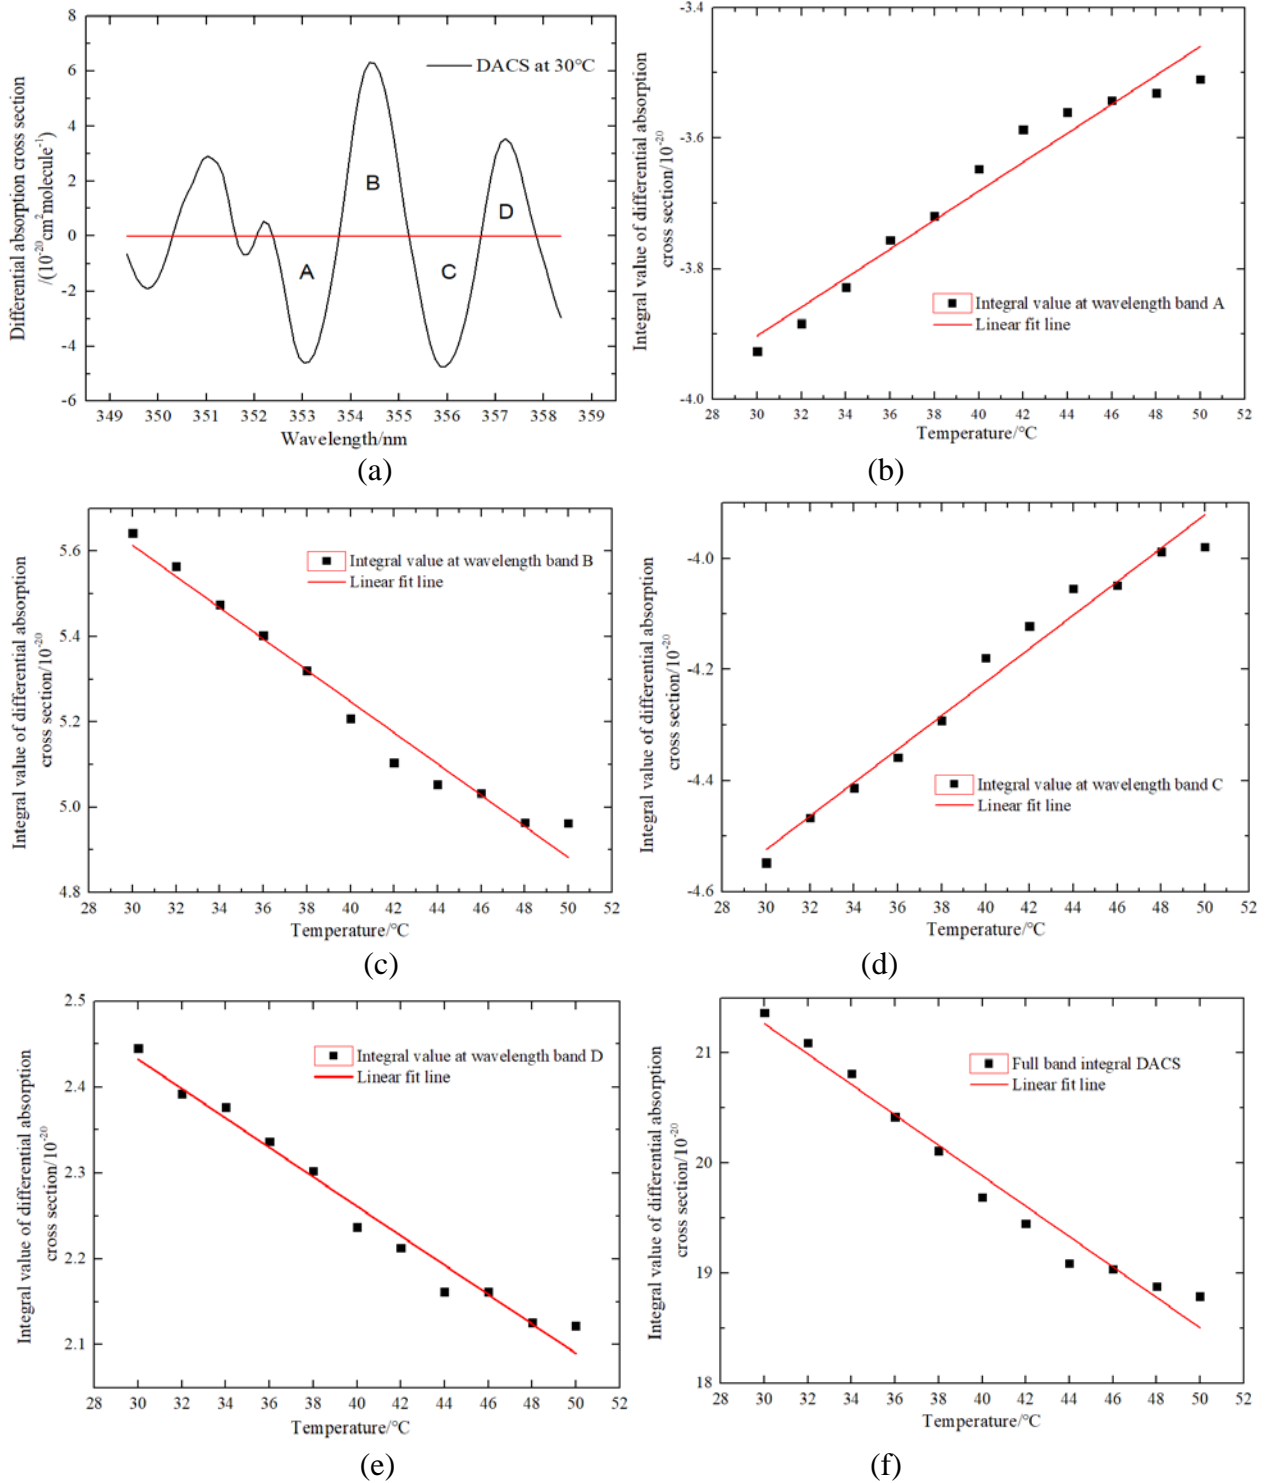 8
6
4
2
0
-2
-4
-6
Differential absorption cross section
/(10⁻²⁰cm²molecule⁻¹)
DACS at 30°C
A
B
C
D
349 350 351 352 353 354 355 356 357 358 359
Wavelength/nm
(a)
-3.4
-3.6
-3.8
-4.0
Integral value of differential absorption
cross section/10⁻²⁰
Integral value at wavelength band A
Linear fit line
28 30 32 34 36 38 40 42 44 46 48 50 52
Temperature/°C
(b)
5.6
5.4
5.2
5.0
4.8
Integral value of differential absorption
cross section/10⁻²⁰
Integral value at wavelength band B
Linear fit line
28 30 32 34 36 38 40 42 44 46 48 50 52
Temperature/°C
(c)
-4.0
-4.2
-4.4
-4.6
Integral value of differential absorption
cross section/10⁻²⁰
Integral value at wavelength band C
Linear fit line
28 30 32 34 36 38 40 42 44 46 48 50 52
Temperature/°C
(d)
2.5
2.4
2.3
2.2
2.1
Integral value of differential absorption
cross section/10⁻²⁰
Integral value at wavelength band D
Linear fit line
28 30 32 34 36 38 40 42 44 46 48 50 52
Temperature/°C
(e)
21
20
19
18
Integral value of differential absorption
cross section/10⁻²⁰
Full band integral DACS
Linear fit line
28 30 32 34 36 38 40 42 44 46 48 50 52
Temperature/°C
(f)